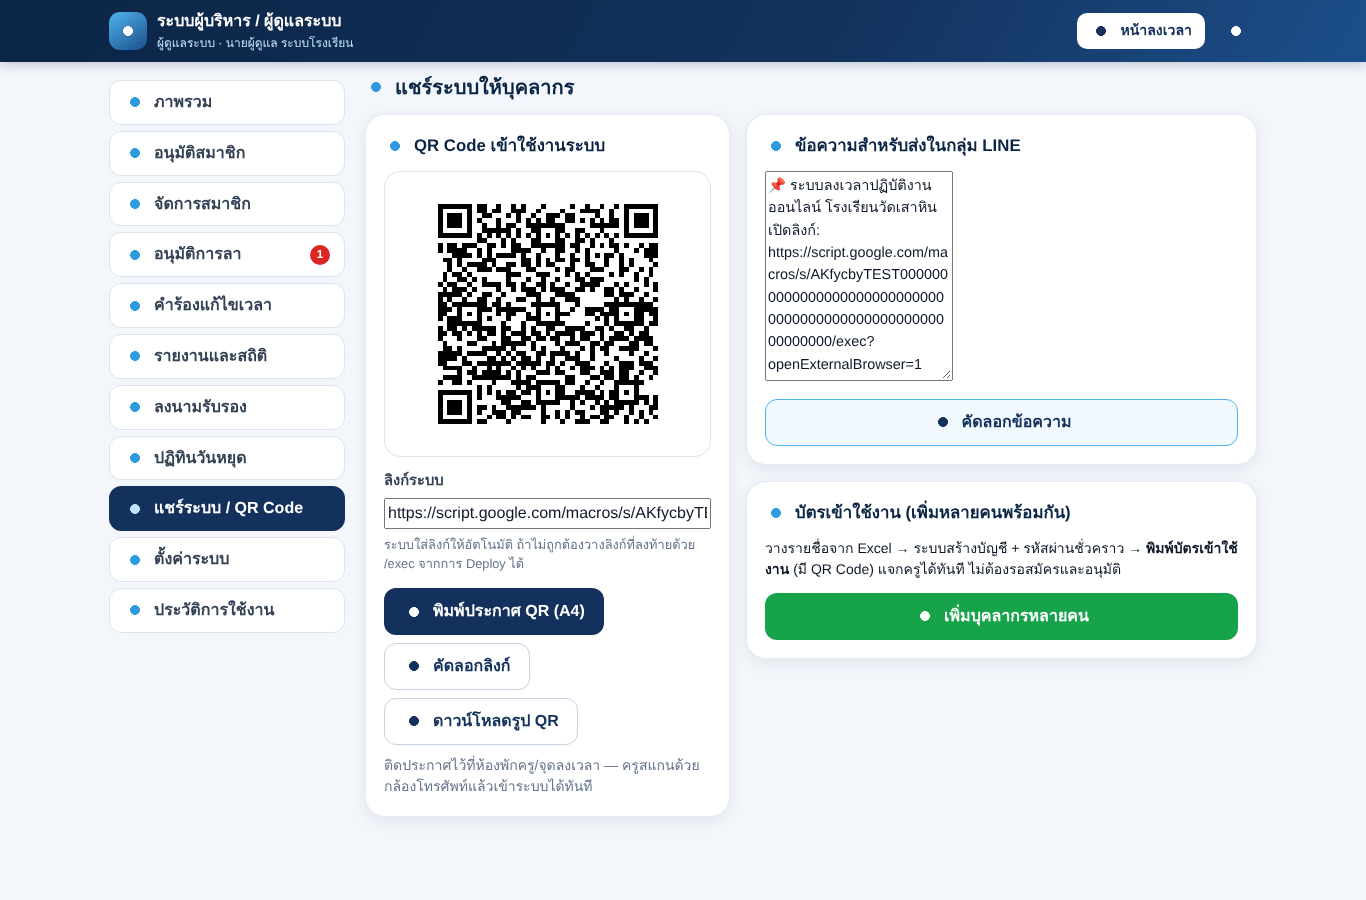 ระบบผู้บริหาร / ผู้ดูแลระบบ
ผู้ดูแลระบบ · นายผู้ดูแล ระบบโรงเรียน
หน้าลงเวลา
ภาพรวม
อนุมัติสมาชิก
จัดการสมาชิก
อนุมัติการลา
1
คำร้องแก้ไขเวลา
รายงานและสถิติ
ลงนามรับรอง
ปฏิทินวันหยุด
แชร์ระบบ / QR Code
ตั้งค่าระบบ
ประวัติการใช้งาน
แชร์ระบบให้บุคลากร
QR Code เข้าใช้งานระบบ
ลิงก์ระบบ
https://script.google.com/macros/s/AKfycbyTE
ระบบใส่ลิงก์ให้อัตโนมัติ ถ้าไม่ถูกต้องวางลิงก์ที่ลงท้ายด้วย
/exec จากการ Deploy ได้
พิมพ์ประกาศ QR (A4)
คัดลอกลิงก์
ดาวน์โหลดรูป QR
ติดประกาศไว้ที่ห้องพักครู/จุดลงเวลา — ครูสแกนด้วย
กล้องโทรศัพท์แล้วเข้าระบบได้ทันที
ข้อความสำหรับส่งในกลุ่ม LINE
📌 ระบบลงเวลาปฏิบัติงาน
ออนไลน์ โรงเรียนวัดเสาหิน
เปิดลิงก์:
https://script.google.com/ma
cros/s/AKfycbyTEST000000
0000000000000000000000
0000000000000000000000
00000000/exec?
openExternalBrowser=1
คัดลอกข้อความ
บัตรเข้าใช้งาน (เพิ่มหลายคนพร้อมกัน)
วางรายชื่อจาก Excel → ระบบสร้างบัญชี + รหัสผ่านชั่วคราว → พิมพ์บัตรเข้าใช้
งาน (มี QR Code) แจกครูได้ทันที ไม่ต้องรอสมัครและอนุมัติ
เพิ่มบุคลากรหลายคน